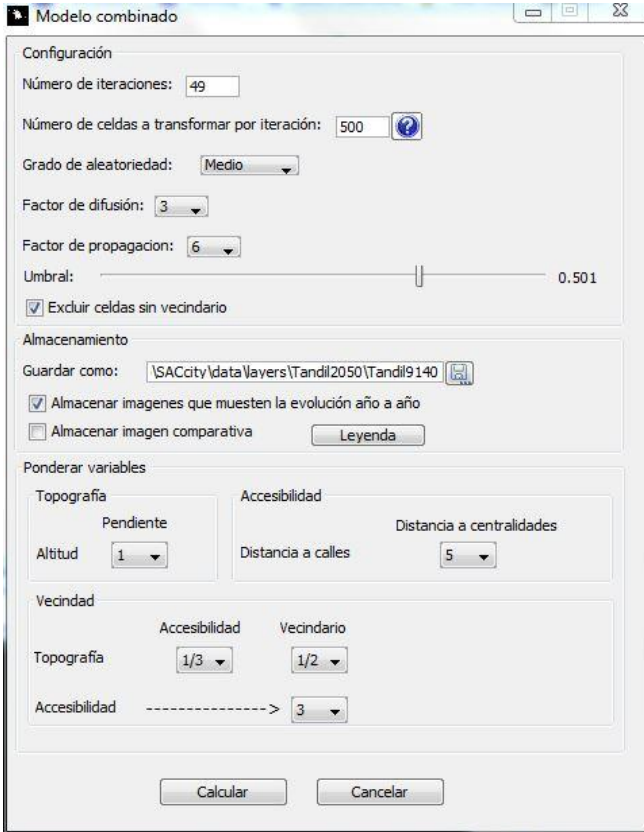 Modelo combinado
Configuración
Número de iteraciones: 49
Número de celdas a transformar por iteración: 500
Grado de aleatoriedad: Medio
Factor de difusión: 3
Factor de propagacion: 6
Umbral: 0.501
Excluir celdas sin vecindario
Almacenamiento
Guardar como: \SACcity\data\layers\Tandil2050\Tandil9140
Almacenar imagenes que muesten la evolución año a año
Almacenar imagen comparativa Leyenda
Ponderar variables
Topografía
Pendiente
Altitud 1
Accesibilidad
Distancia a centralidades
Distancia a calles 5
Vecindad
Accesibilidad Vecindario
Topografía 1/3 1/2
Accesibilidad ---------------> 3
Calcular Cancelar